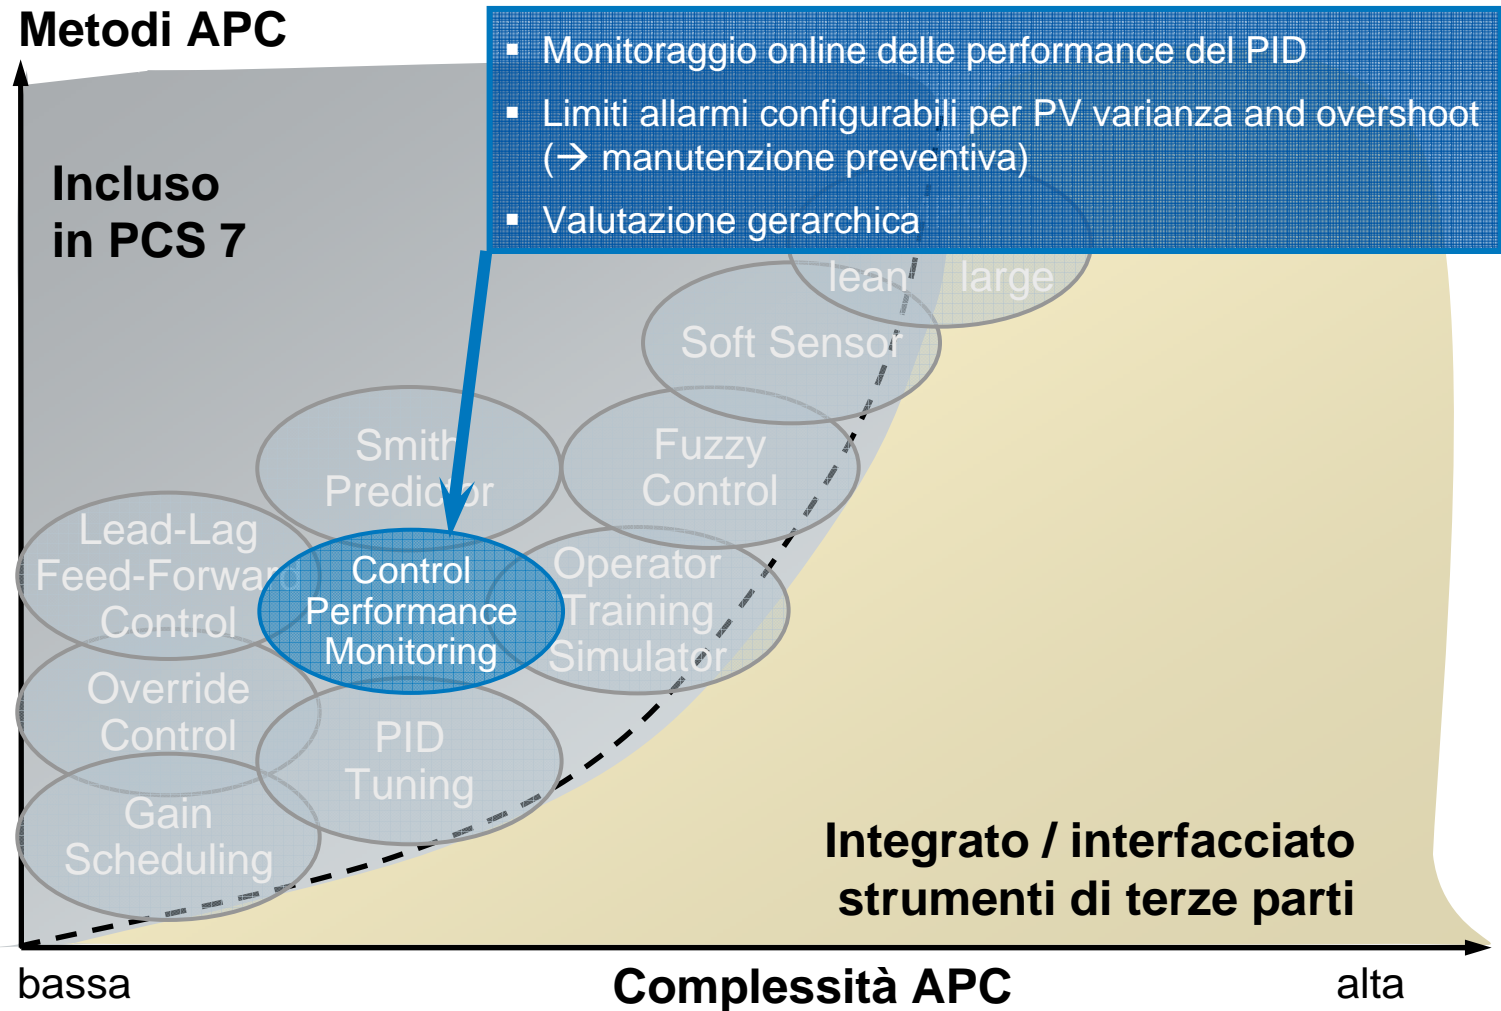 Metodi APC
▪ Monitoraggio online delle performance del PID
▪ Limiti allarmi configurabili per PV varianza and overshoot
(→ manutenzione preventiva)
▪ Valutazione gerarchica
Incluso
in PCS 7
lean large
Soft Sensor
Smith
Predictor
Fuzzy
Control
Lead-Lag
Feed-Forward
Control
Control
Performance
Monitoring
Operator
Training
Simulator
Override
Control
PID
Tuning
Gain
Scheduling
Integrato / interfacciato
strumenti di terze parti
bassa
Complessità APC
alta